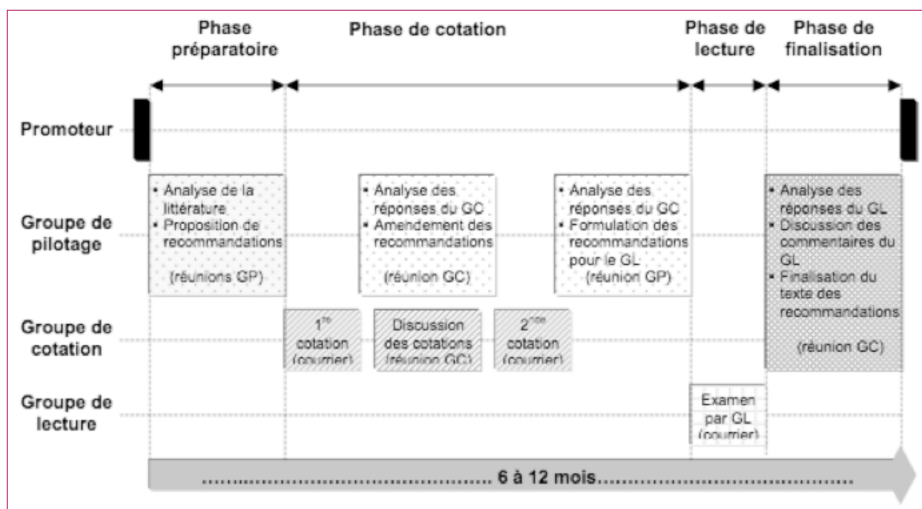 Phase
préparatoire
Phase de cotation
Phase de
lecture
Phase de
finalisation
Promoteur
Groupe de
pilotage
▪ Analyse de la
littérature
▪ Proposition de
recommandations
(réunions GP)
▪ Analyse des
réponses du GC
▪ Amendement des
recommandations
(réunion GC)
▪ Analyse des
réponses du GC
▪ Formulation des
recommandations
pour le GL
(réunion GP)
▪ Analyse des
réponses du GL
▪ Discussion des
commentaires du
GL
▪ Finalisation du
texte des
recommandations
(réunion GC)
Groupe de
cotation
1re
cotation
(courrier)
Discussion
des cotations
(réunion GC)
2ème
cotation
(courrier)
Groupe de
lecture
Examen
par GL
(courrier)
6 à 12 mois